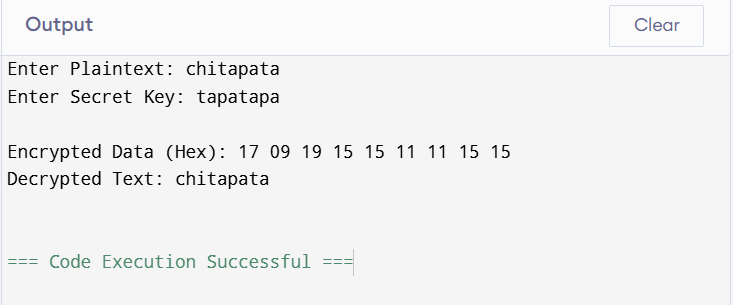 Output
Clear
Enter Plaintext: chitapata
Enter Secret Key: tapatapa
Encrypted Data (Hex): 17 09 19 15 15 11 11 15 15
Decrypted Text: chitapata
=== Code Execution Successful ===